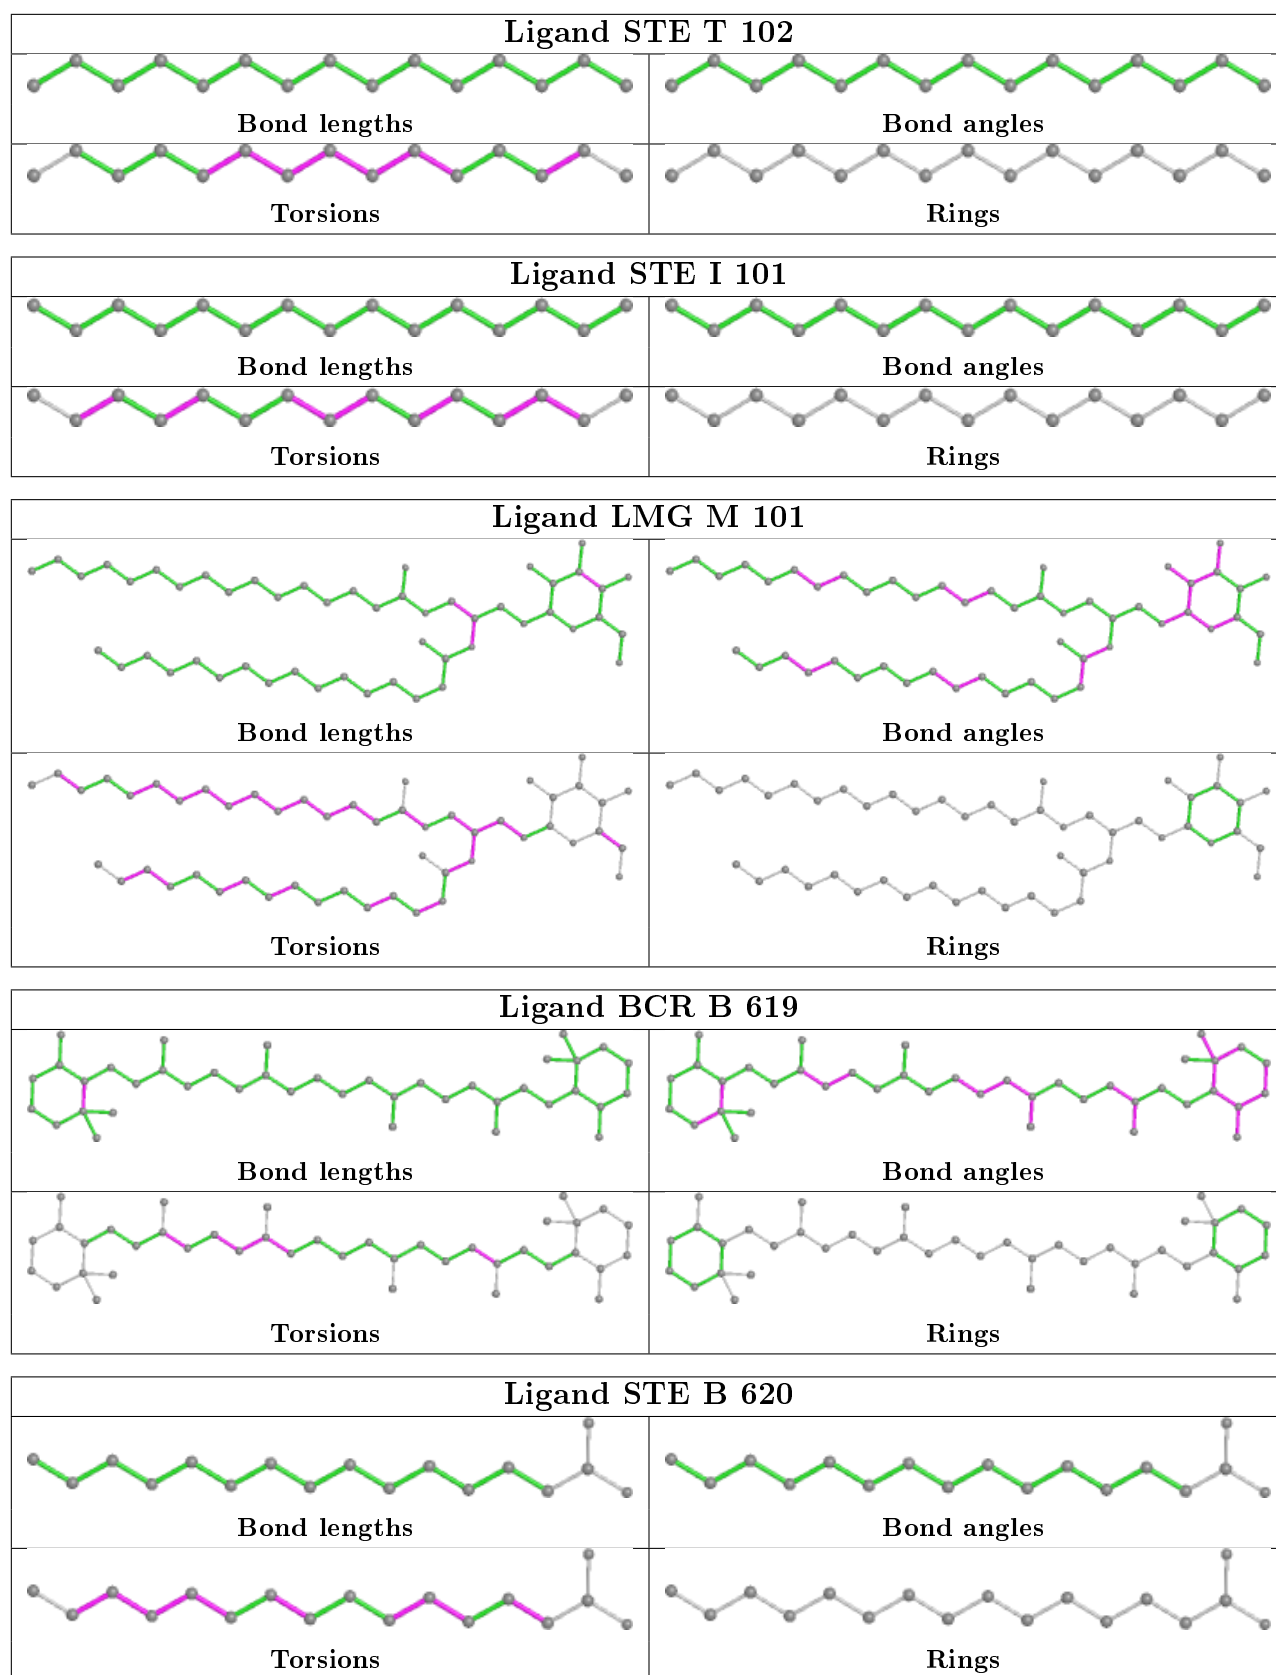 Ligand STE T 102
Bond lengths
Bond angles
Torsions
Rings
Ligand STE I 101
Bond lengths
Bond angles
Torsions
Rings
Ligand LMG M 101
Bond lengths
Bond angles
Torsions
Rings
Ligand BCR B 619
Bond lengths
Bond angles
Torsions
Rings
Ligand STE B 620
Bond lengths
Bond angles
Torsions
Rings